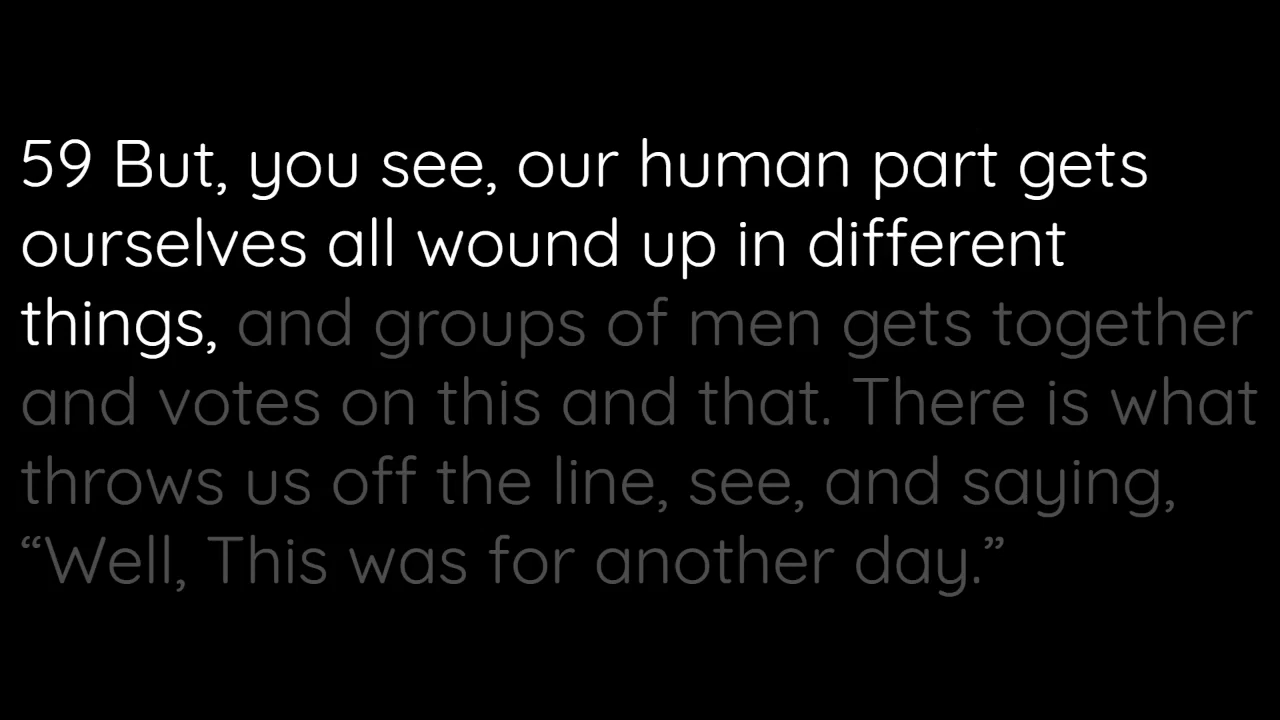 59 But, you see, our human part gets
ourselves all wound up in different
things, and groups of men gets together
and votes on this and that. There is what
throws us off the line, see, and saying,
“Well, This was for another day.”